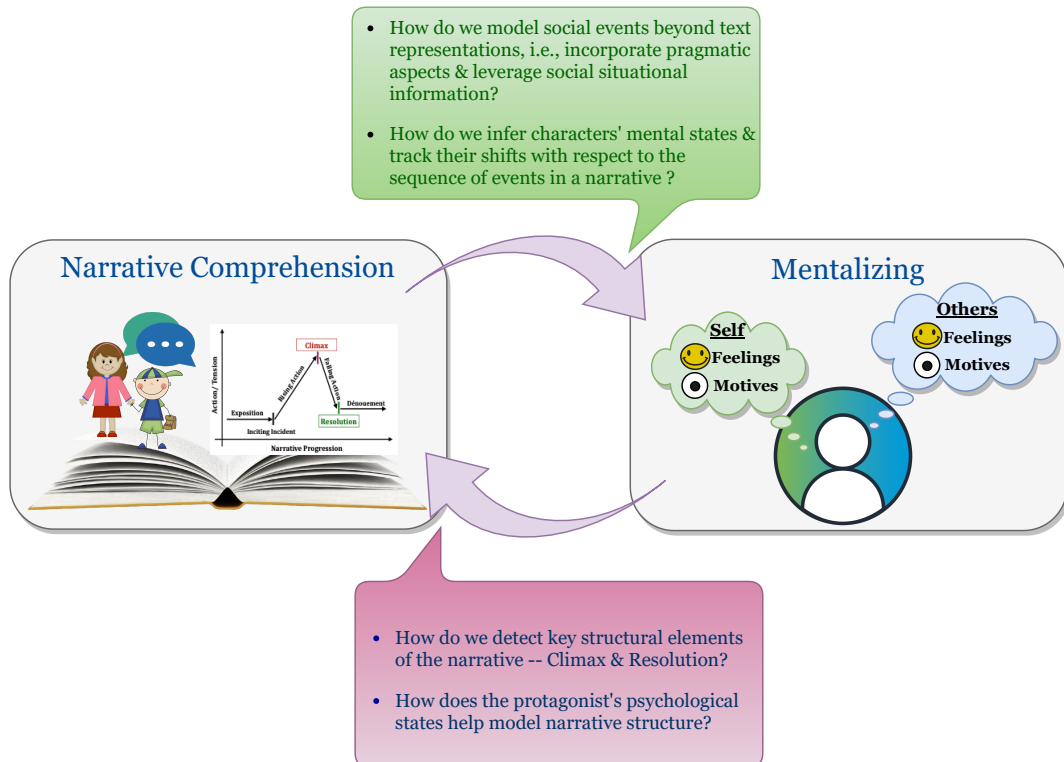 • How do we model social events beyond text
representations, i.e., incorporate pragmatic
aspects & leverage social situational
information?
• How do we infer characters' mental states &
track their shifts with respect to the
sequence of events in a narrative ?
Narrative Comprehension
Action/ Tension
Climax
Rising Action
Falling Action
Exposition
Inciting Incident
Dénouement
Resolution
Narrative Progression
Mentalizing
Self
Feelings
Motives
Others
Feelings
Motives
• How do we detect key structural elements
of the narrative -- Climax & Resolution?
• How does the protagonist's psychological
states help model narrative structure?